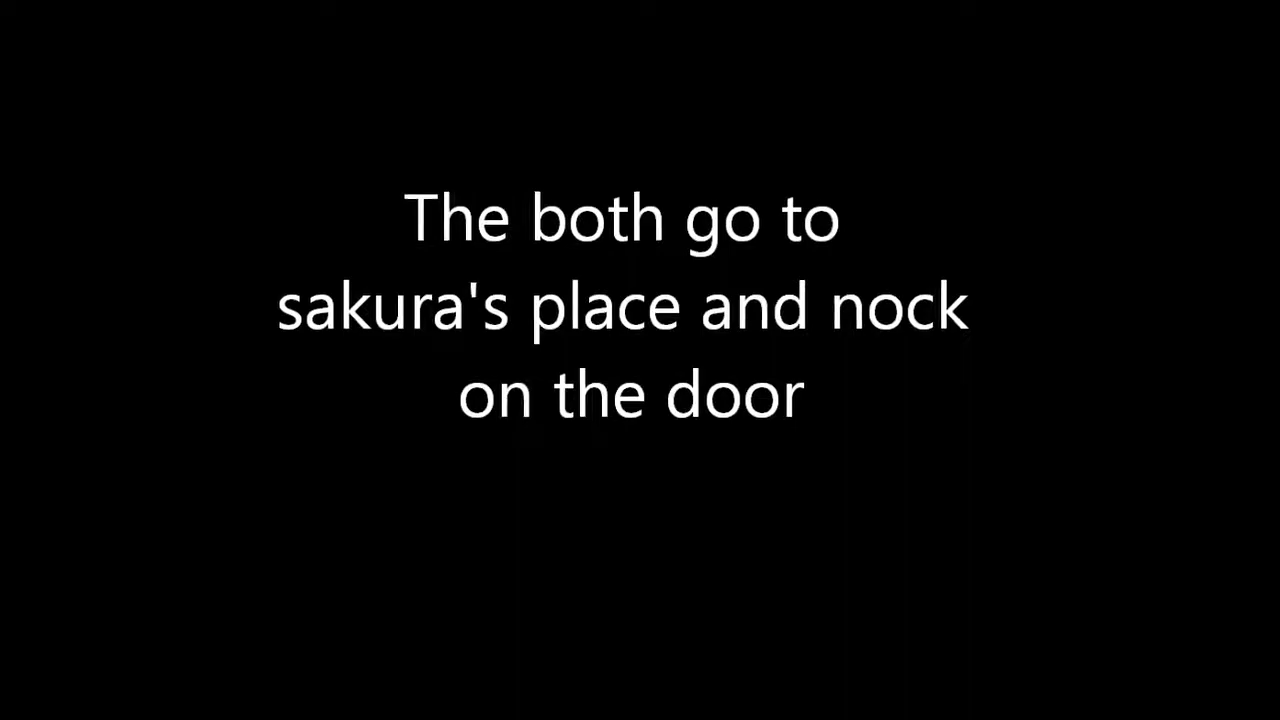 The both go to
sakura's place and nock
on the door